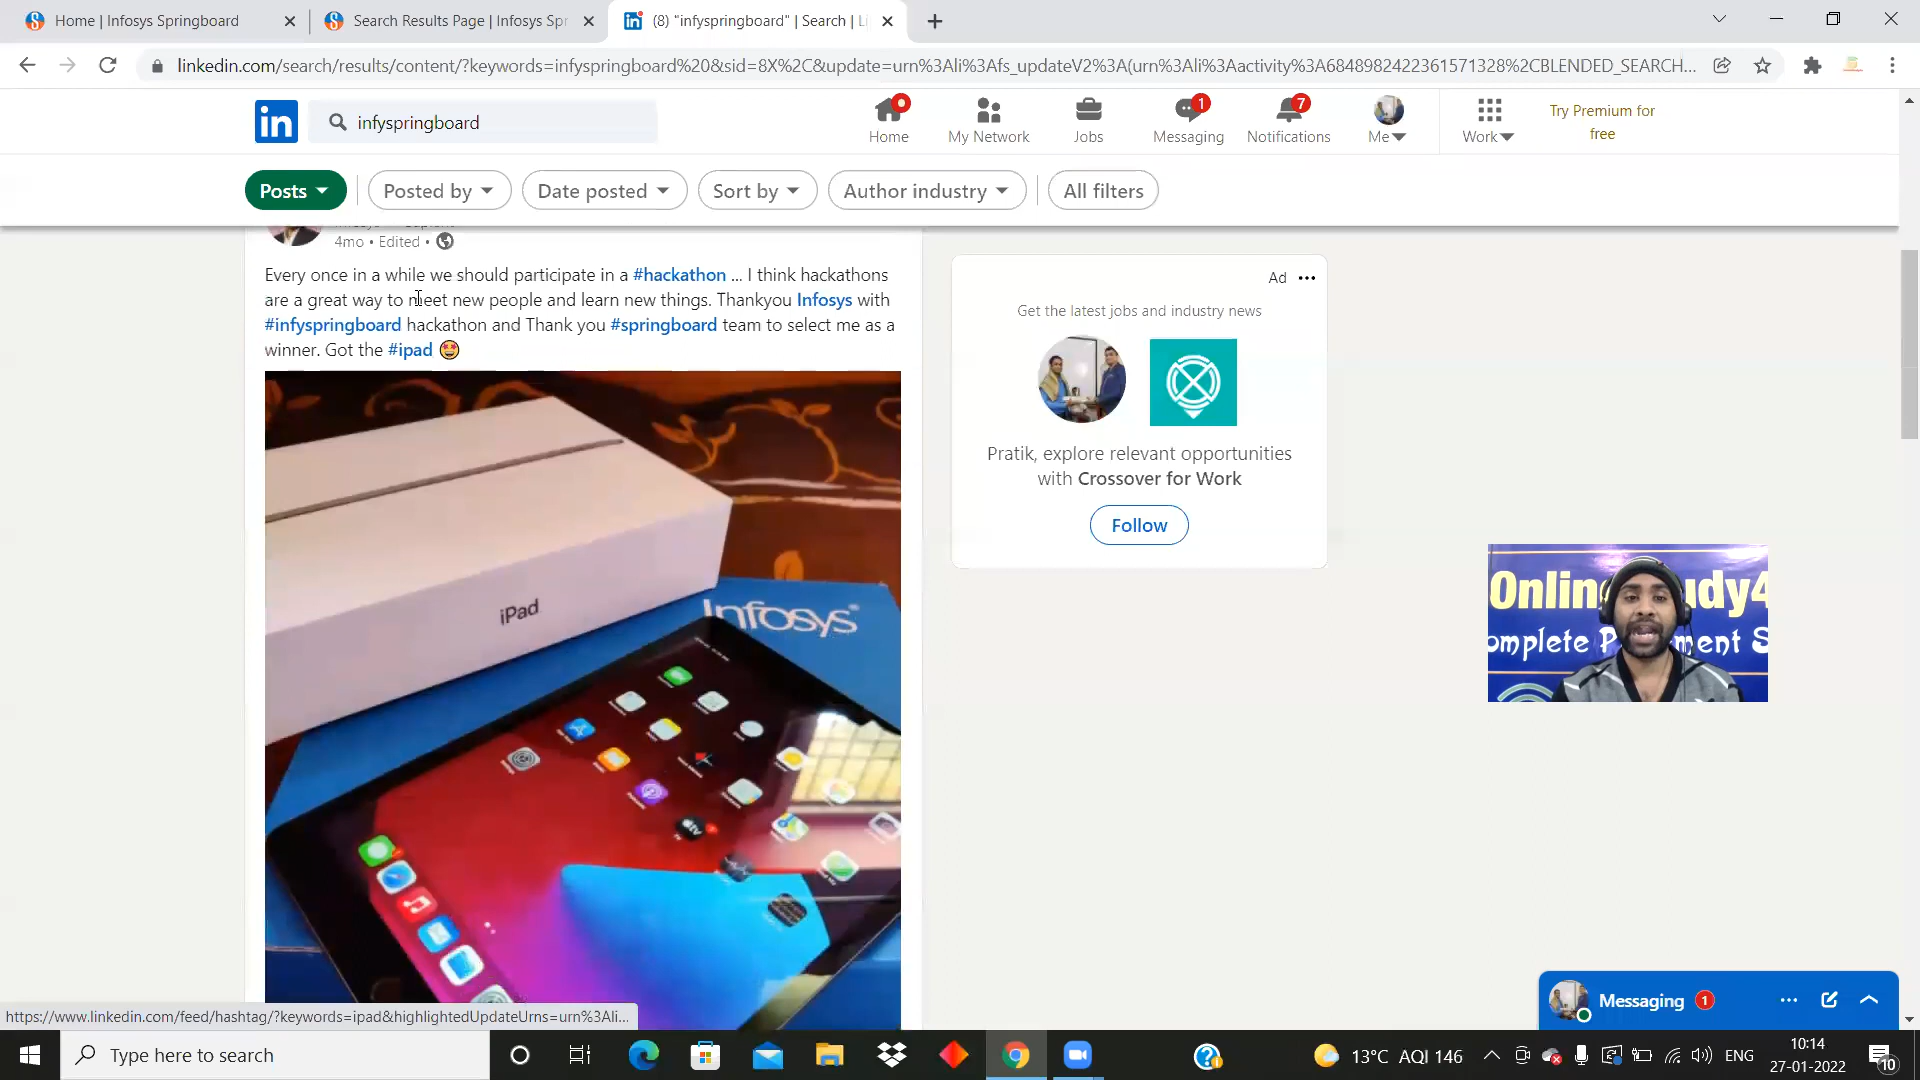 Home | Infosys Springboard
Search Results Page | Infosys Spr
(8) "infyspringboard" | Search | Li
linkedin.com/search/results/content/?keywords=infyspringboard%20&sid=8X%2C&update=urn%3Ali%3Afs_updateV2%3A(urn%3Ali%3Aactivity%3A6848982422361571328%2CBLENDED_SEARCH...
in
infyspringboard
Home
My Network
Jobs
1
Messaging
7
Notifications
Me
Work
Try Premium for
free
Posts
Posted by
Date posted
Sort by
Author industry
All filters
4mo • Edited •
Every once in a while we should participate in a #hackathon ... I think hackathons
are a great way to meet new people and learn new things. Thankyou Infosys with
#infyspringboard hackathon and Thank you #springboard team to select me as a
winner. Got the #ipad
iPad
Infosys®
Ad •••
Get the latest jobs and industry news
Pratik, explore relevant opportunities
with Crossover for Work
Follow
Messaging 1
https://www.linkedin.com/feed/hashtag/?keywords=ipad&highlightedUpdateUrns=urn%3Ali...
Type here to search
13°C AQI 146
ENG
10:14
27-01-2022
10